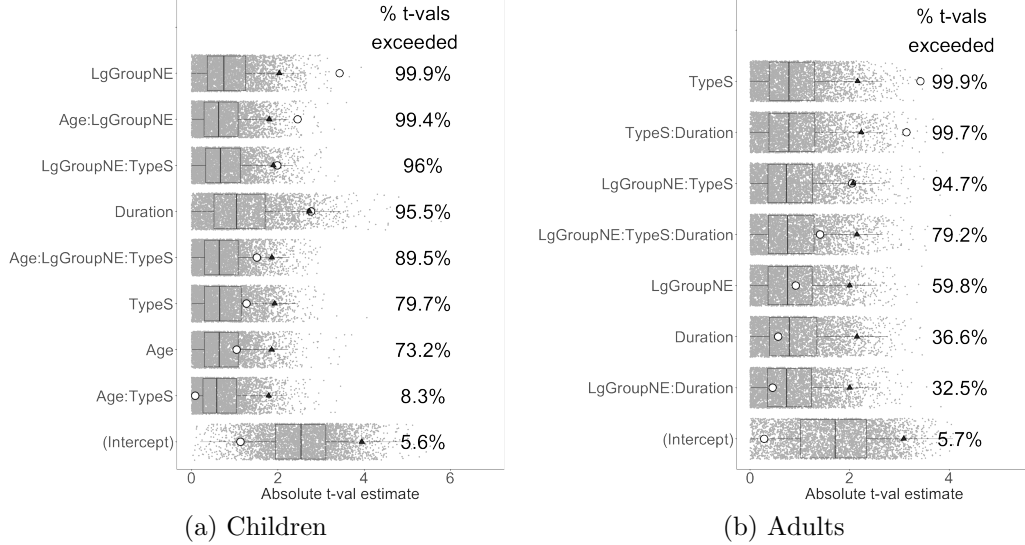 % t-vals
exceeded
LgGroupNE 99.9%
Age:LgGroupNE 99.4%
LgGroupNE:TypeS 96%
Duration 95.5%
Age:LgGroupNE:TypeS 89.5%
TypeS 79.7%
Age 73.2%
Age:TypeS 8.3%
(Intercept) 5.6%
0 2 4 6
Absolute t-val estimate
(a) Children
% t-vals
exceeded
TypeS 99.9%
TypeS:Duration 99.7%
LgGroupNE:TypeS 94.7%
LgGroupNE:TypeS:Duration 79.2%
LgGroupNE 59.8%
Duration 36.6%
LgGroupNE:Duration 32.5%
(Intercept) 5.7%
0 2 4
Absolute t-val estimate
(b) Adults